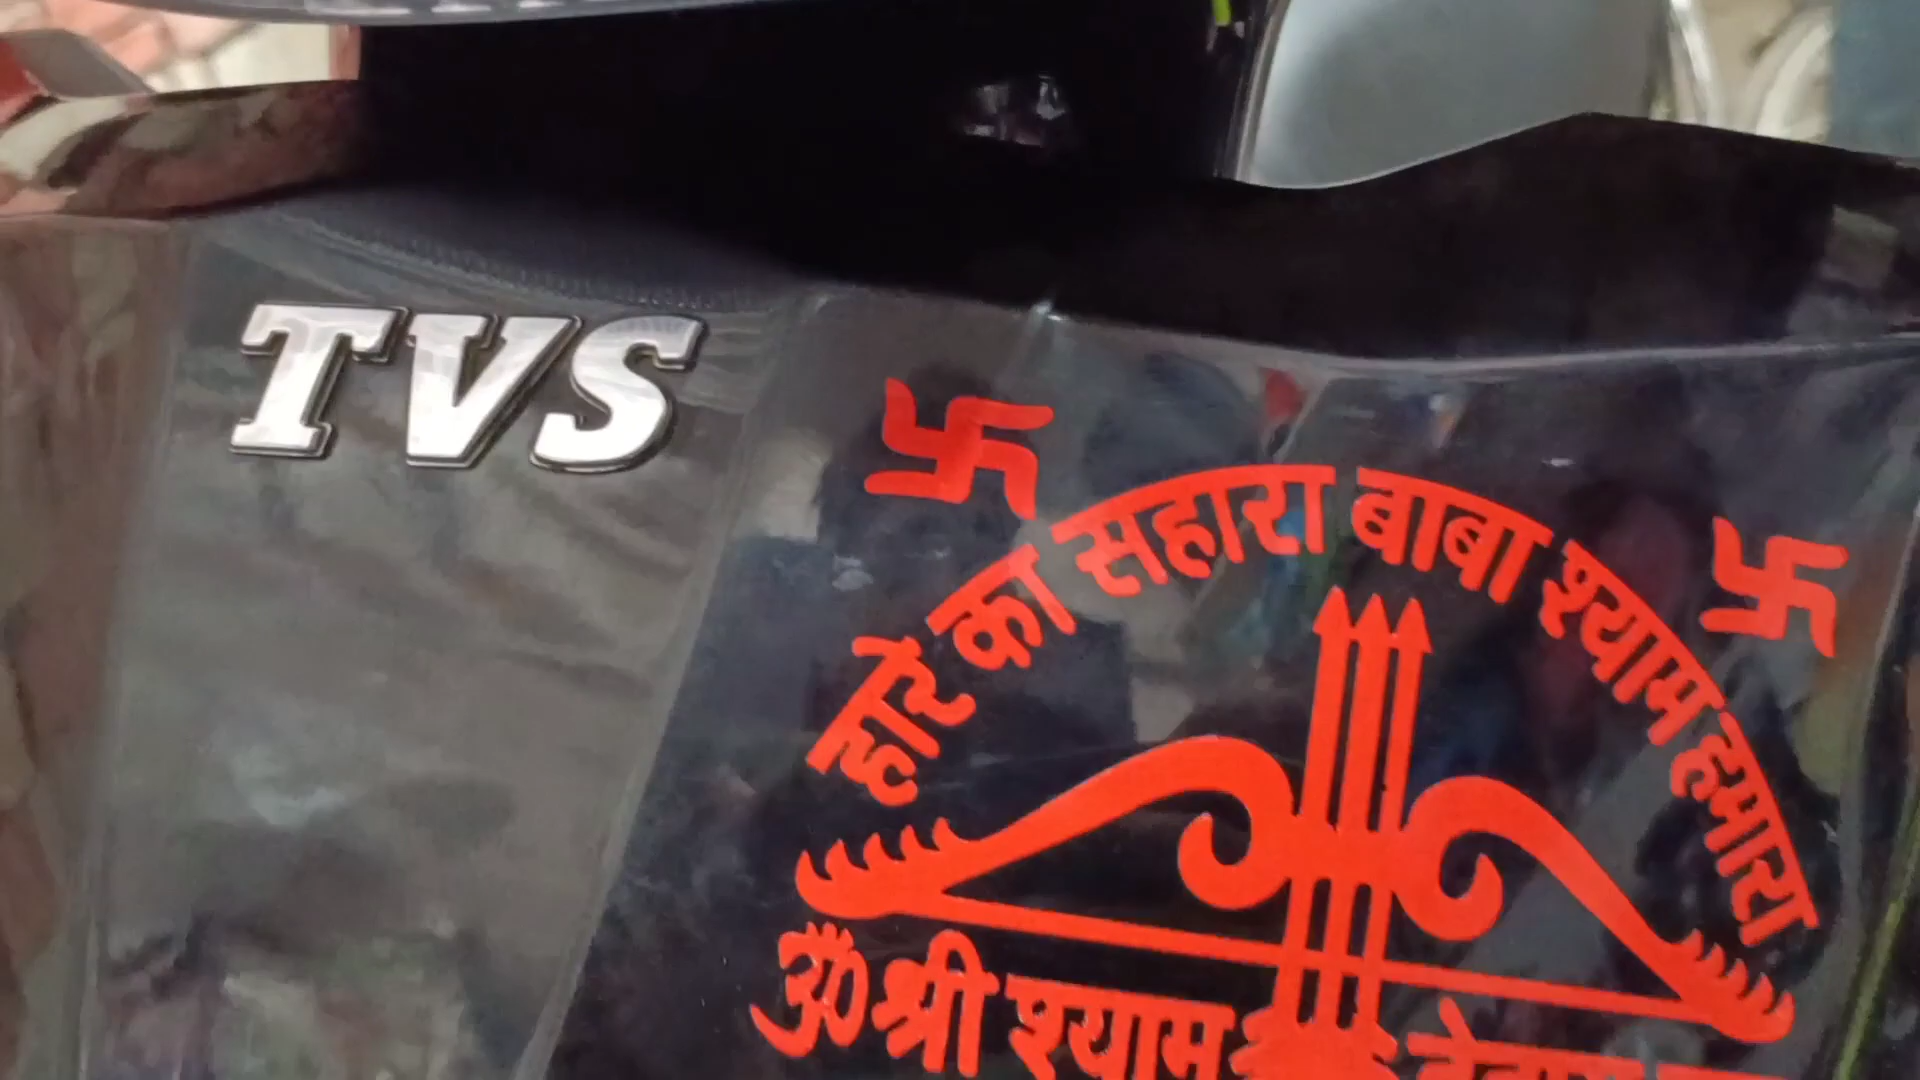 TVS
हारे का सहारा बाबा श्याम हमारा
ॐ श्री श्याम